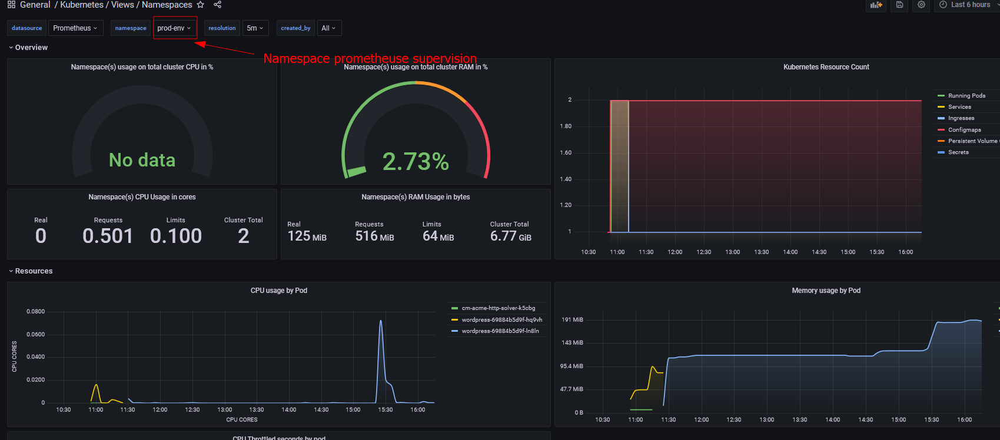 General / Kubernetes / Views / Namespaces
Last 6 hours
datasource Prometheus namespace prod-env resolution 5m created_by All
Overview
Namespace prometheuse supervision
Namespace(s) usage on total cluster CPU in %
No data
Namespace(s) usage on total cluster RAM in %
2.73%
Kubernetes Resource Count
2
1.80
1.60
1.40
1.20
1
10:30 11:00 11:30 12:00 12:30 13:00 13:30 14:00 14:30 15:00 15:30 16:00
Running Pods
Services
Ingresses
Configmaps
Persistent Volume
Secrets
Namespace(s) CPU Usage in cores
Real Requests Limits Cluster Total
0 0.501 0.100 2
Namespace(s) RAM Usage in bytes
Real Requests Limits Cluster Total
125 MiB 516 MiB 64 MiB 6.77 GiB
Resources
CPU usage by Pod
CPU CORES
0.0800
0.0600
0.0400
0.0200
0
10:30 11:00 11:30 12:00 12:30 13:00 13:30 14:00 14:30 15:00 15:30 16:00
CPU CORES
cm-acme-http-solver-k5cbg
wordpress-69884b5d9f-hq9vh
wordpress-69884b5d9f-ln8ln
Memory usage by Pod
191 MiB
143 MiB
95.4 MiB
47.7 MiB
0 B
10:30 11:00 11:30 12:00 12:30 13:00 13:30 14:00 14:30 15:00 15:30 16:00
CPU Throttled seconds by pod